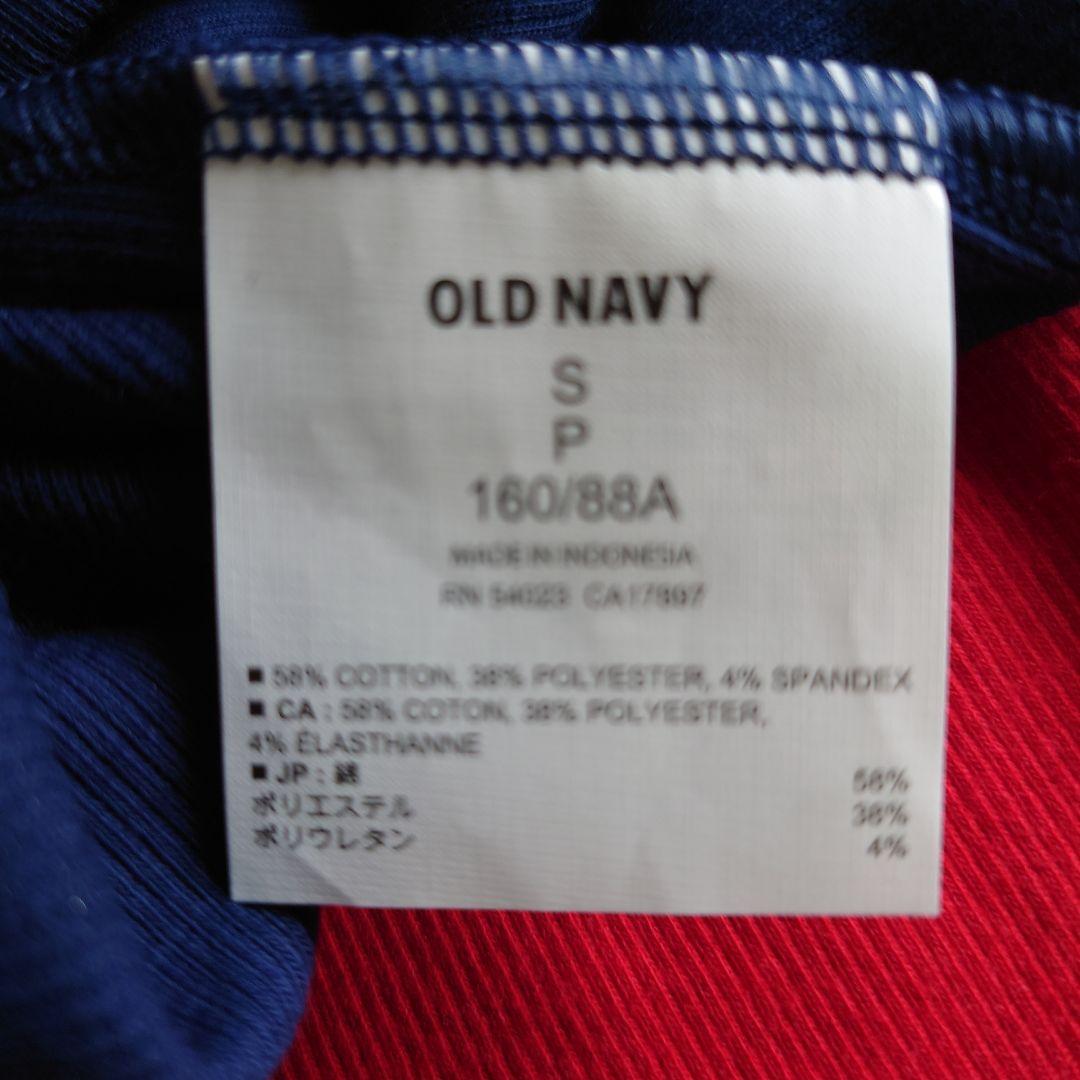 OLD NAVY
S
P
160/88A
MADE IN INDONESIA
RN 54023 CA17897
■ 58% COTTON, 38% POLYESTER, 4% SPANDEX
■ CA : 58% COTON, 38% POLYESTER,
4% ÉLASTHANNE
■ JP : 綿 58%
ポリエステル 38%
ポリウレタン 4%